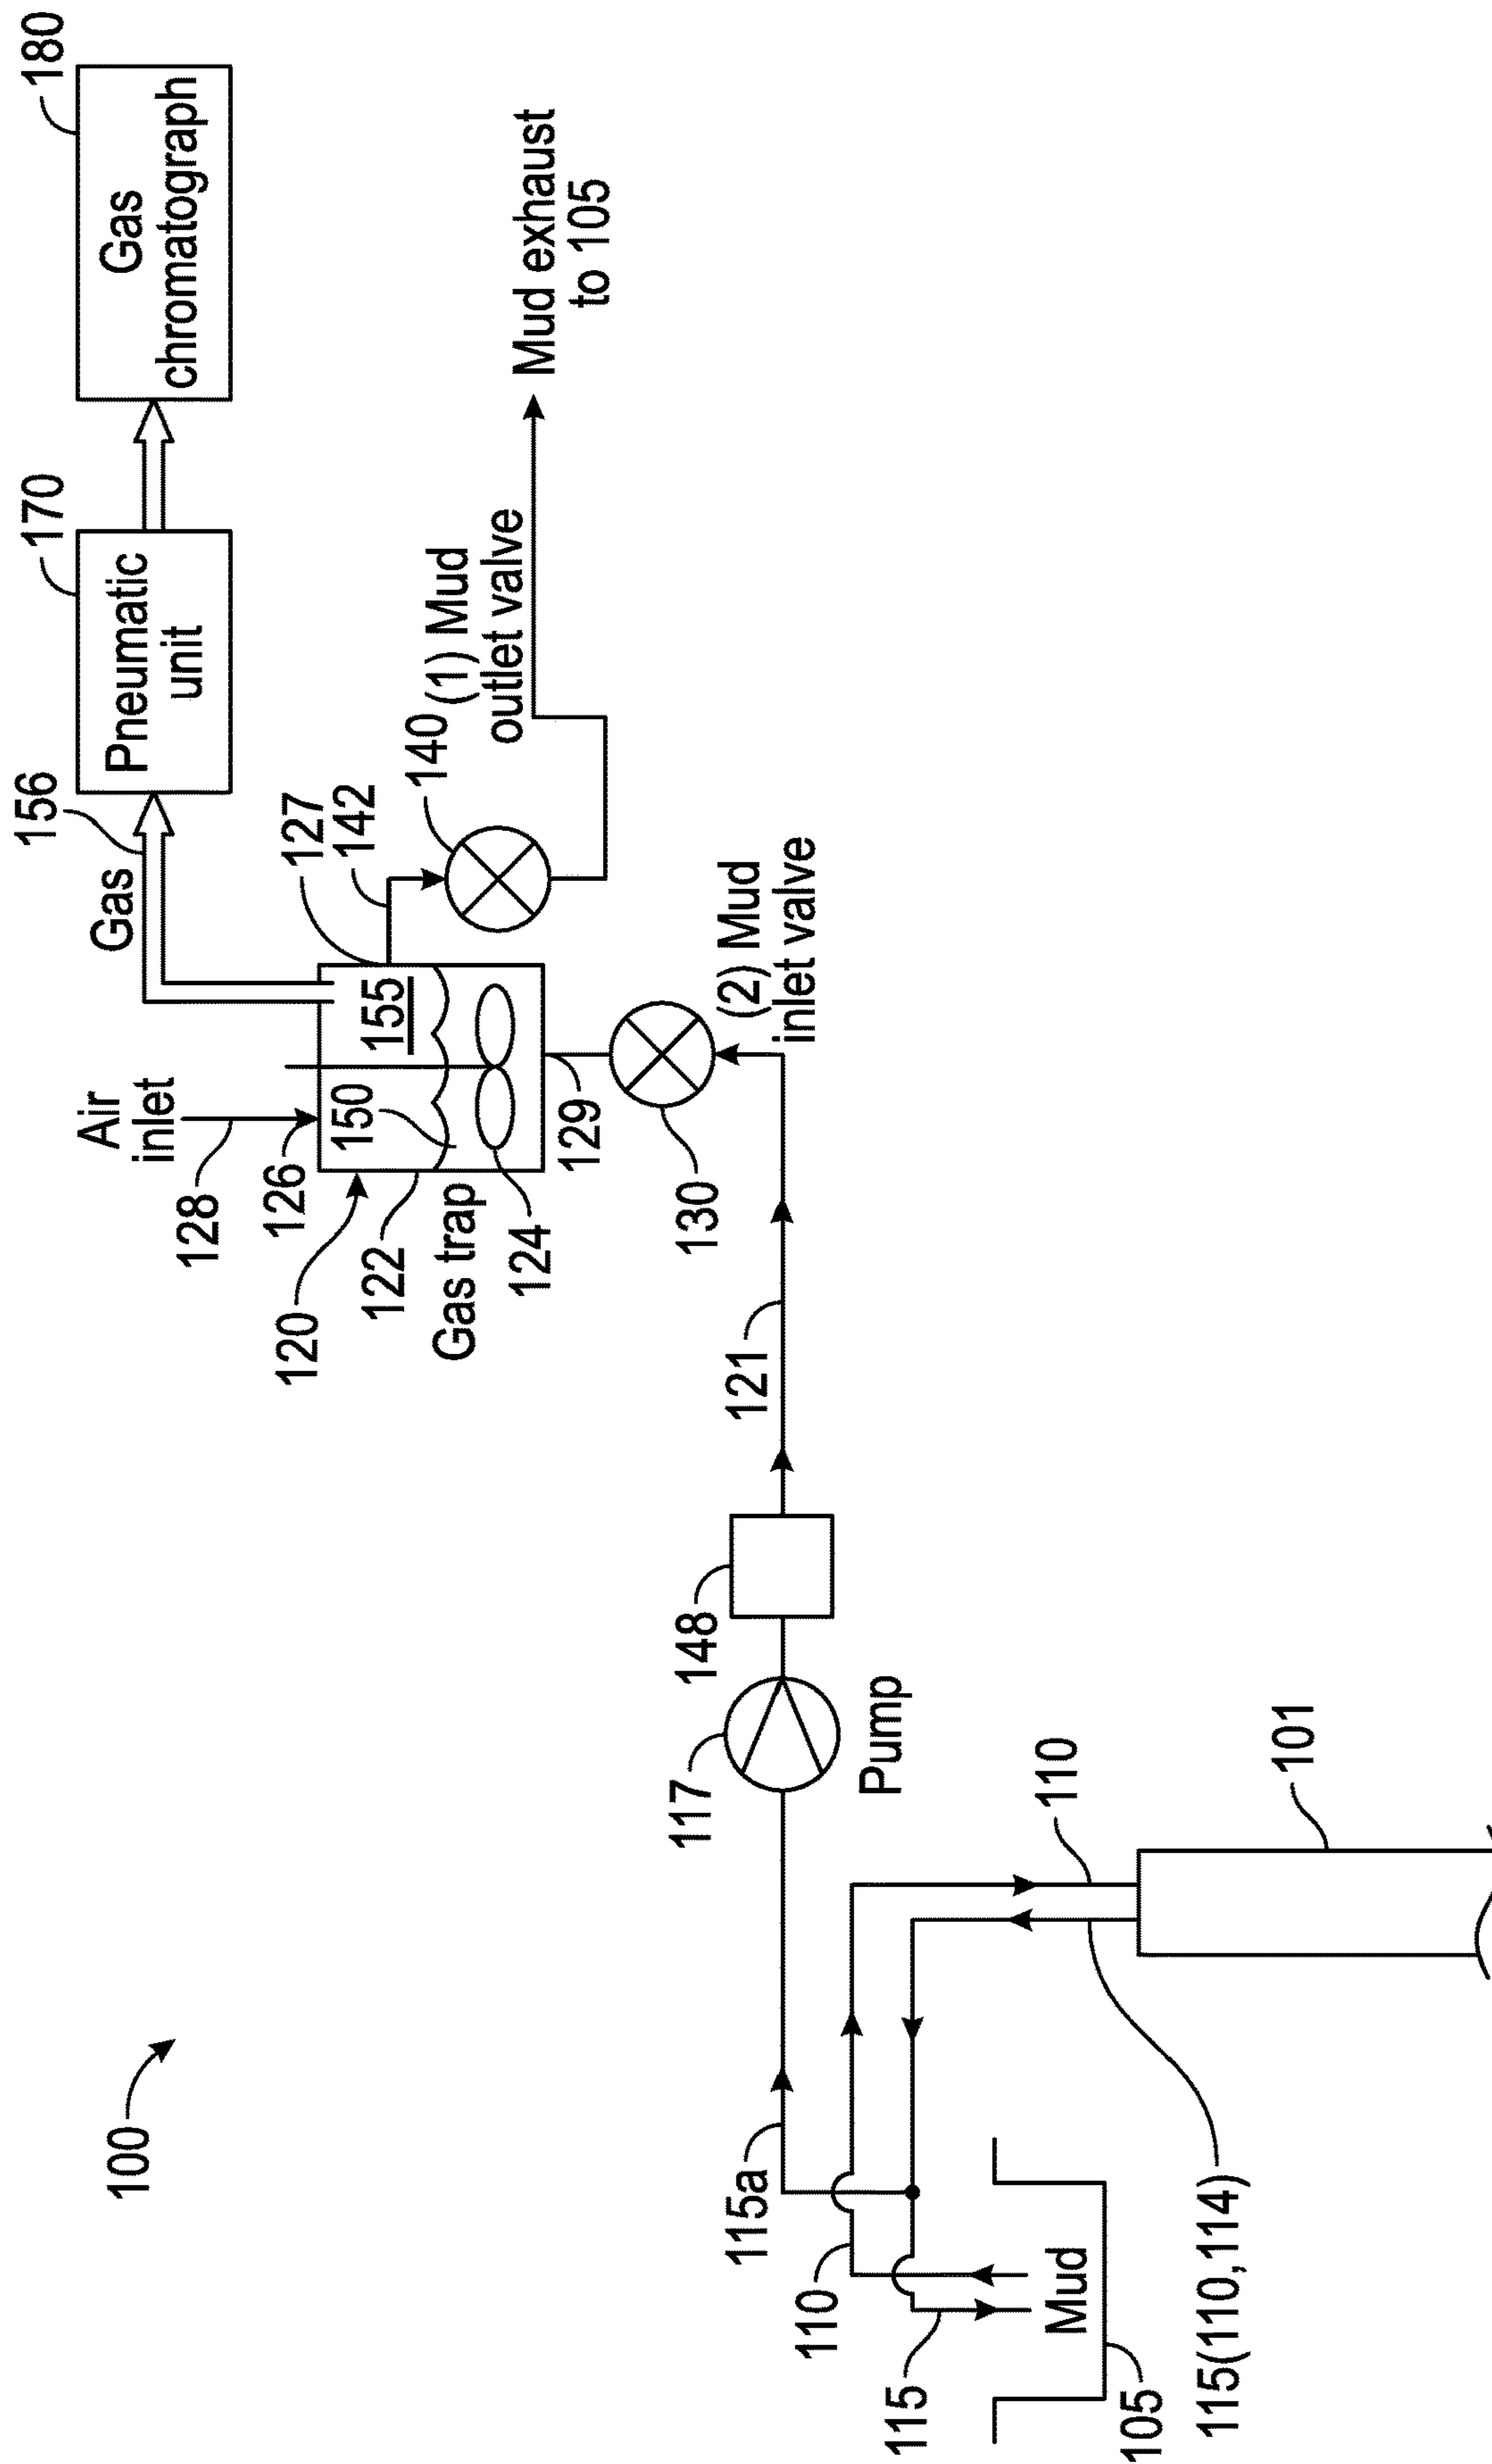 100
180
Gas
chromatograph
170
Pneumatic
unit
156
Gas
Air
inlet
128
126
120
122
Gas trap
124
150
155
127
142
140
(1) Mud
outlet valve
Mud exhaust
to 105
129
130
(2) Mud
inlet valve
121
148
117
Pump
115a
110
115
Mud
105
110
101
115(110,114)